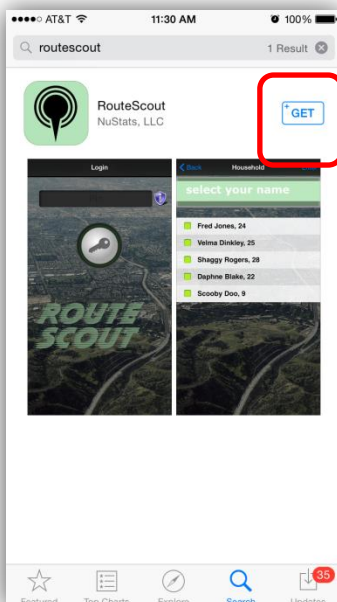 AT&T 11:30 AM 100%
routescout 1 Result
RouteScout
NuStats, LLC
+ GET
Login
Back Household
select your name
Fred Jones, 24
Velma Dinkley, 25
Shaggy Rogers, 28
Daphne Blake, 22
Scooby Doo, 9
ROUTE
SCOUT
35
Featured Top Charts Explore Search Updates